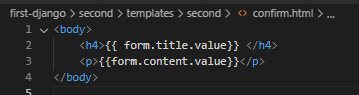 first-django > second > templates > second > <> confirm.html > ...
1 <body>
2 <h4>{{ form.title.value}} </h4>
3 <p>{{form.content.value}}</p>
4 </body>